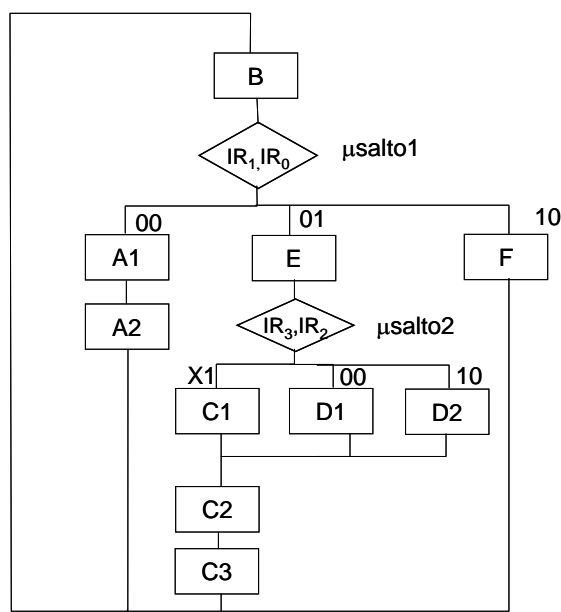 B
IR₁,IR₀ μsalto1
00 01 10
A1 E F
A2 IR₃,IR₂ μsalto2
X1 00 10
C1 D1 D2
C2
C3